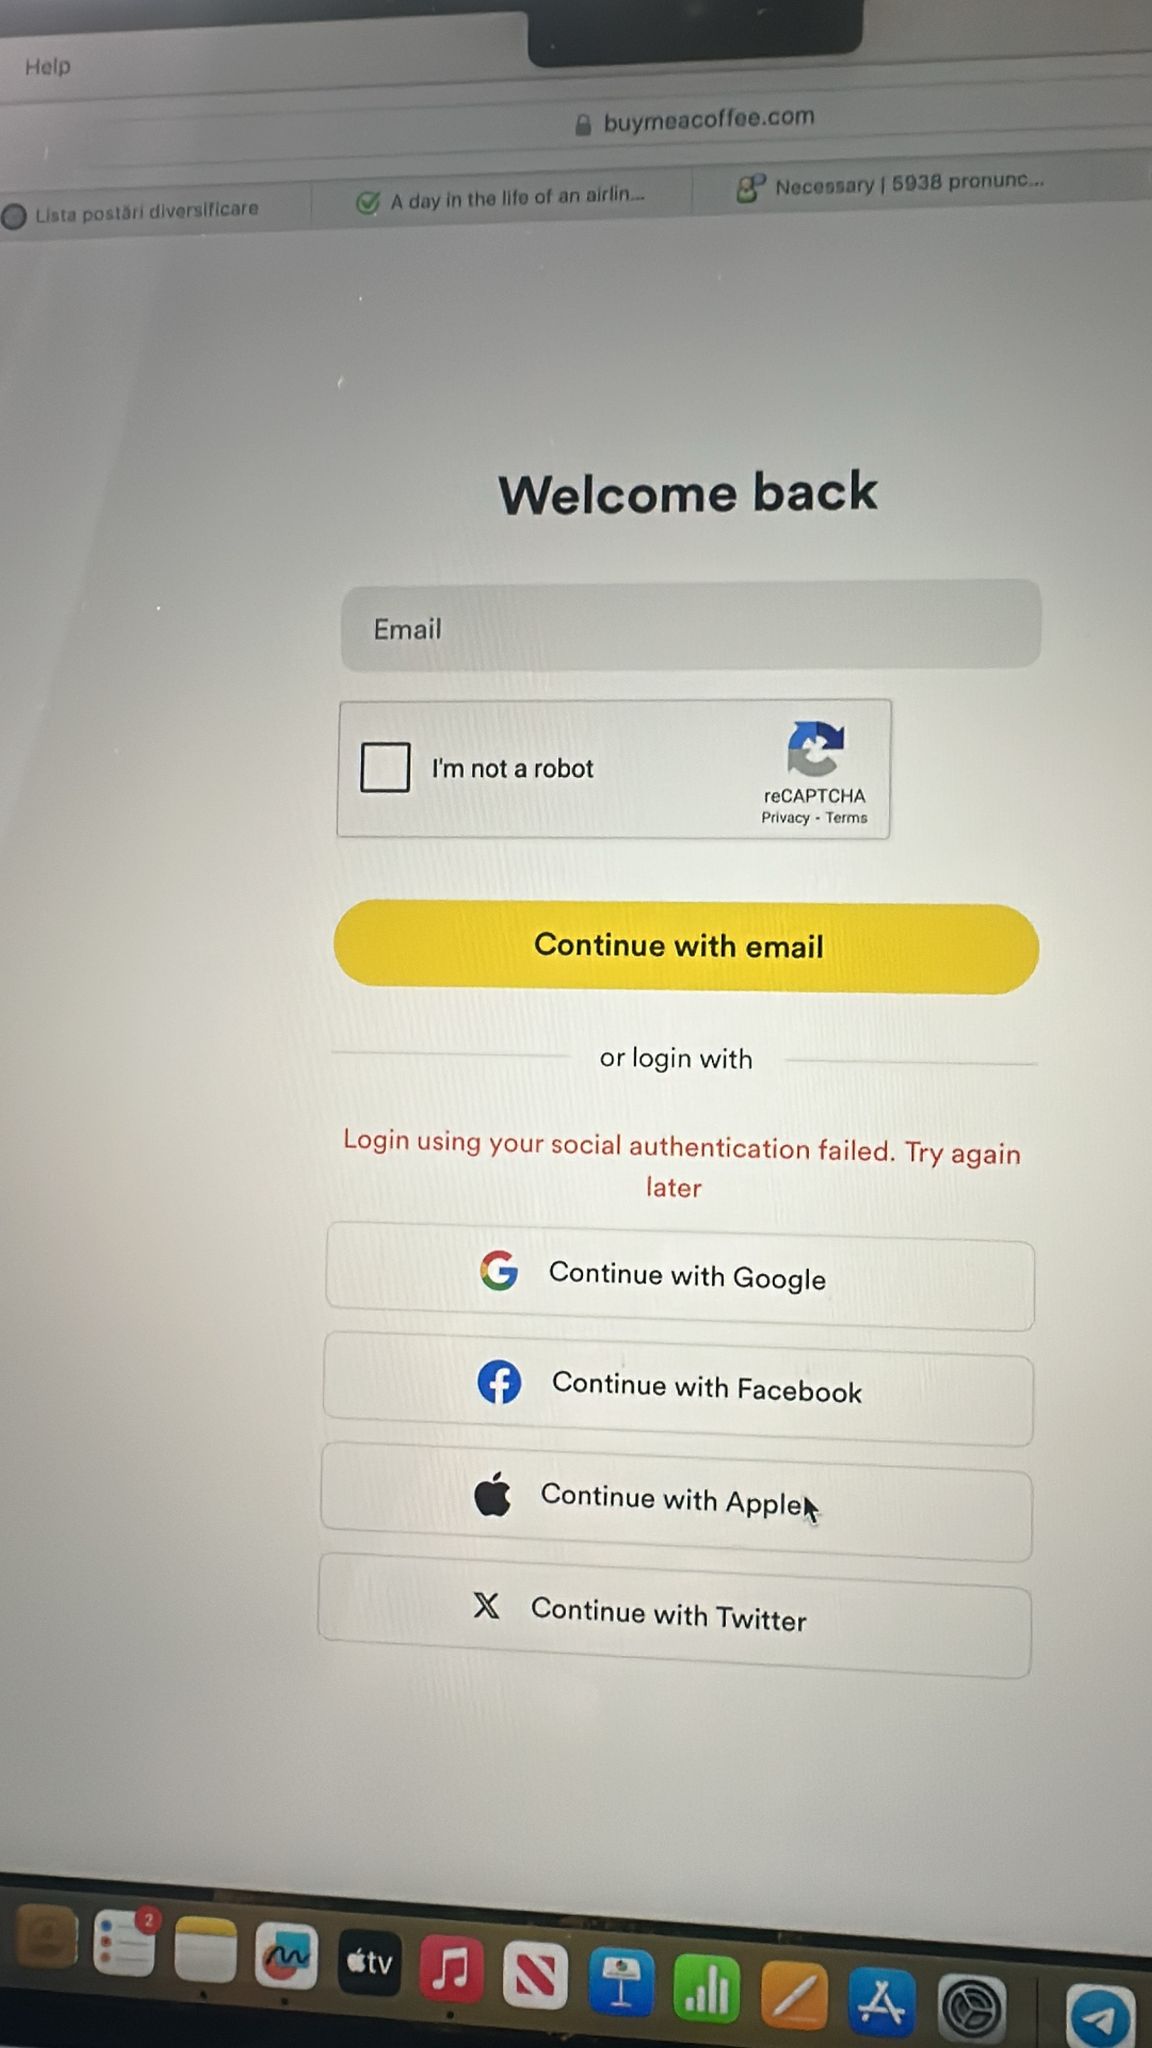 Help
buymeacoffee.com
Lista postări diversificare
A day in the life of an airlin...
Necessary | 5938 pronunc...
Welcome back
Email
I'm not a robot
reCAPTCHA
Privacy - Terms
Continue with email
or login with
Login using your social authentication failed. Try again
later
Continue with Google
Continue with Facebook
Continue with Apple
Continue with Twitter
2
tv